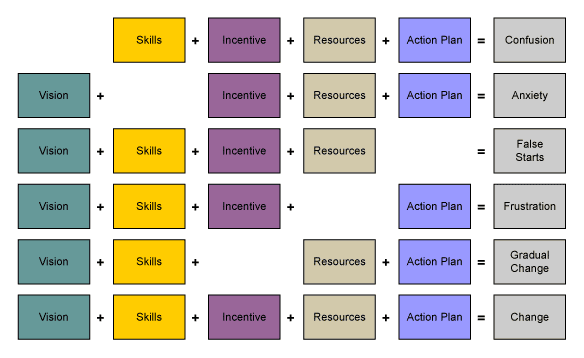 Skills + Incentive + Resources + Action Plan = Confusion
Vision + Incentive + Resources + Action Plan = Anxiety
Vision + Skills + Incentive + Resources = False
Starts
Vision + Skills + Incentive + Action Plan = Frustration
Vision + Skills + Resources + Action Plan = Gradual
Change
Vision + Skills + Incentive + Resources + Action Plan = Change